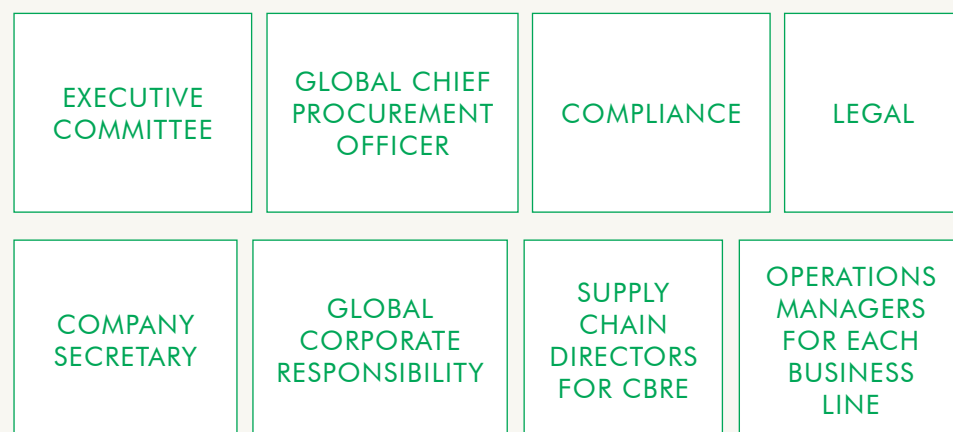 EXECUTIVE
COMMITTEE
GLOBAL CHIEF
PROCUREMENT
OFFICER
COMPLIANCE
LEGAL
COMPANY
SECRETARY
GLOBAL
CORPORATE
RESPONSIBILITY
SUPPLY
CHAIN
DIRECTORS
FOR CBRE
OPERATIONS
MANAGERS
FOR EACH
BUSINESS
LINE